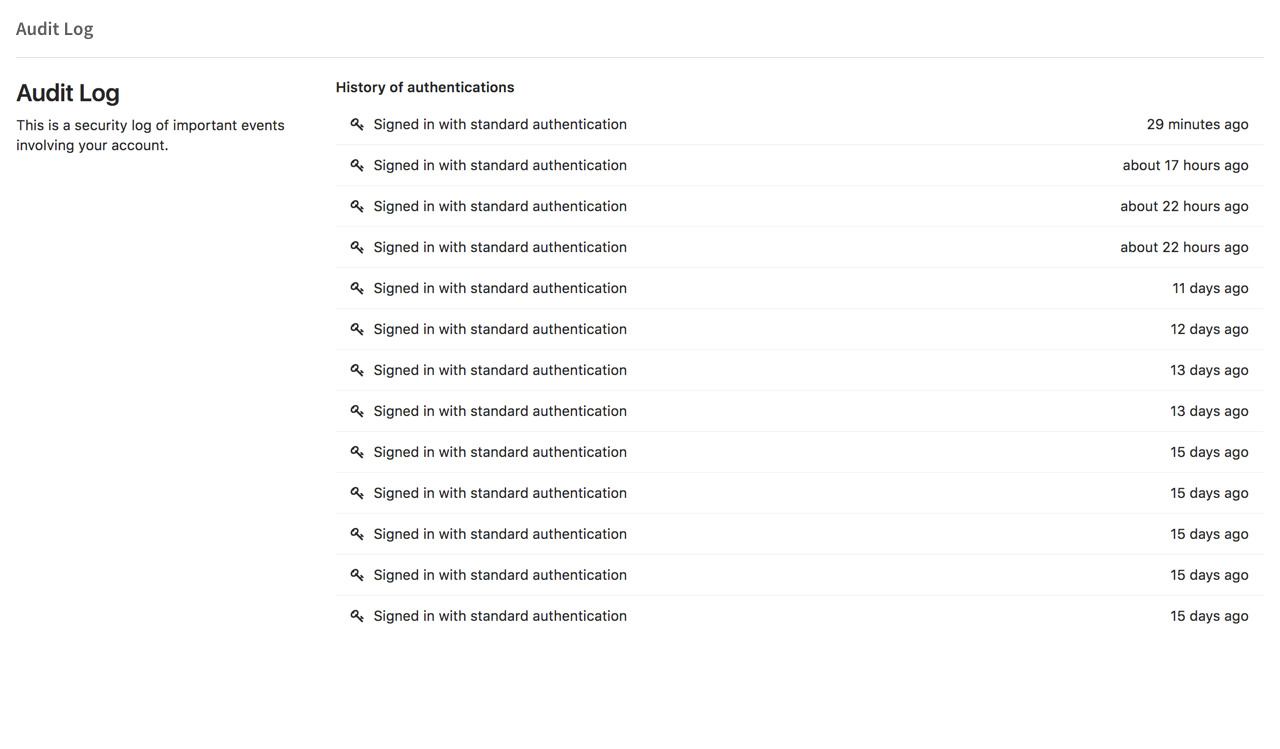 Audit Log
Audit Log
This is a security log of important events
involving your account.
History of authentications
Signed in with standard authentication 29 minutes ago
Signed in with standard authentication about 17 hours ago
Signed in with standard authentication about 22 hours ago
Signed in with standard authentication about 22 hours ago
Signed in with standard authentication 11 days ago
Signed in with standard authentication 12 days ago
Signed in with standard authentication 13 days ago
Signed in with standard authentication 13 days ago
Signed in with standard authentication 15 days ago
Signed in with standard authentication 15 days ago
Signed in with standard authentication 15 days ago
Signed in with standard authentication 15 days ago
Signed in with standard authentication 15 days ago